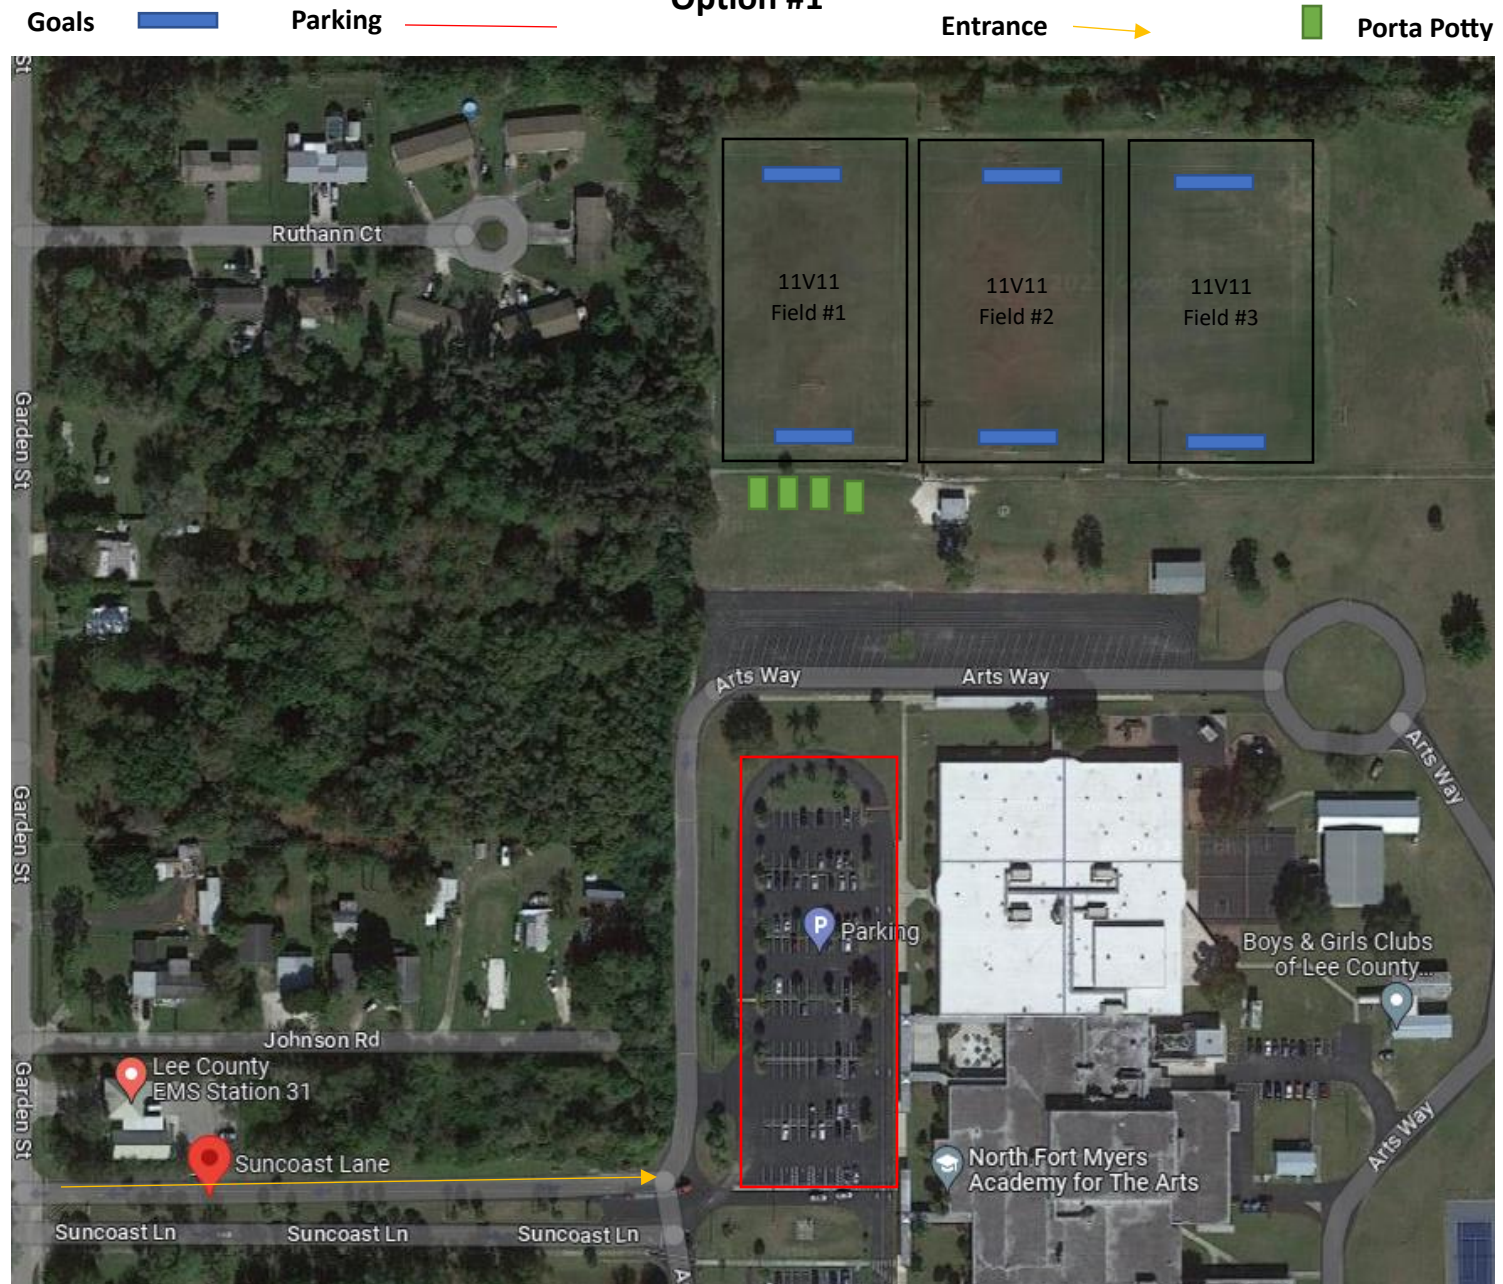 Option #1
Goals
Parking
Entrance
Porta Potty
St
Ruthann Ct
11V11
Field #1
11V11
Field #2
11V11
Field #3
Garden St
Arts Way
Arts Way
Arts Way
Garden St
P
Parking
Boys & Girls Clubs
of Lee County...
Johnson Rd
Lee County
EMS Station 31
Garden St
Arts Way
Suncoast Lane
North Fort Myers
Academy for The Arts
Suncoast Ln
Suncoast Ln
Suncoast Ln
A